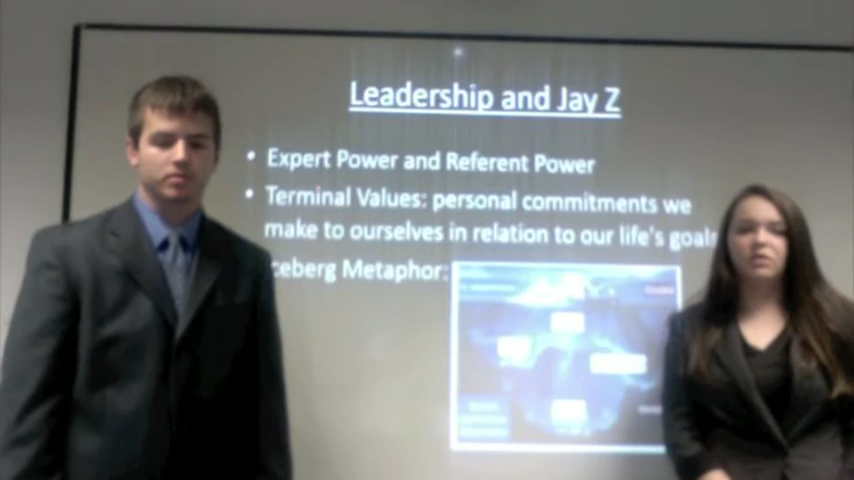 Leadership and Jay Z
• Expert Power and Referent Power
• Terminal Values: personal commitments we
make to ourselves in relation to our life's goals
ceberg Metaphor: